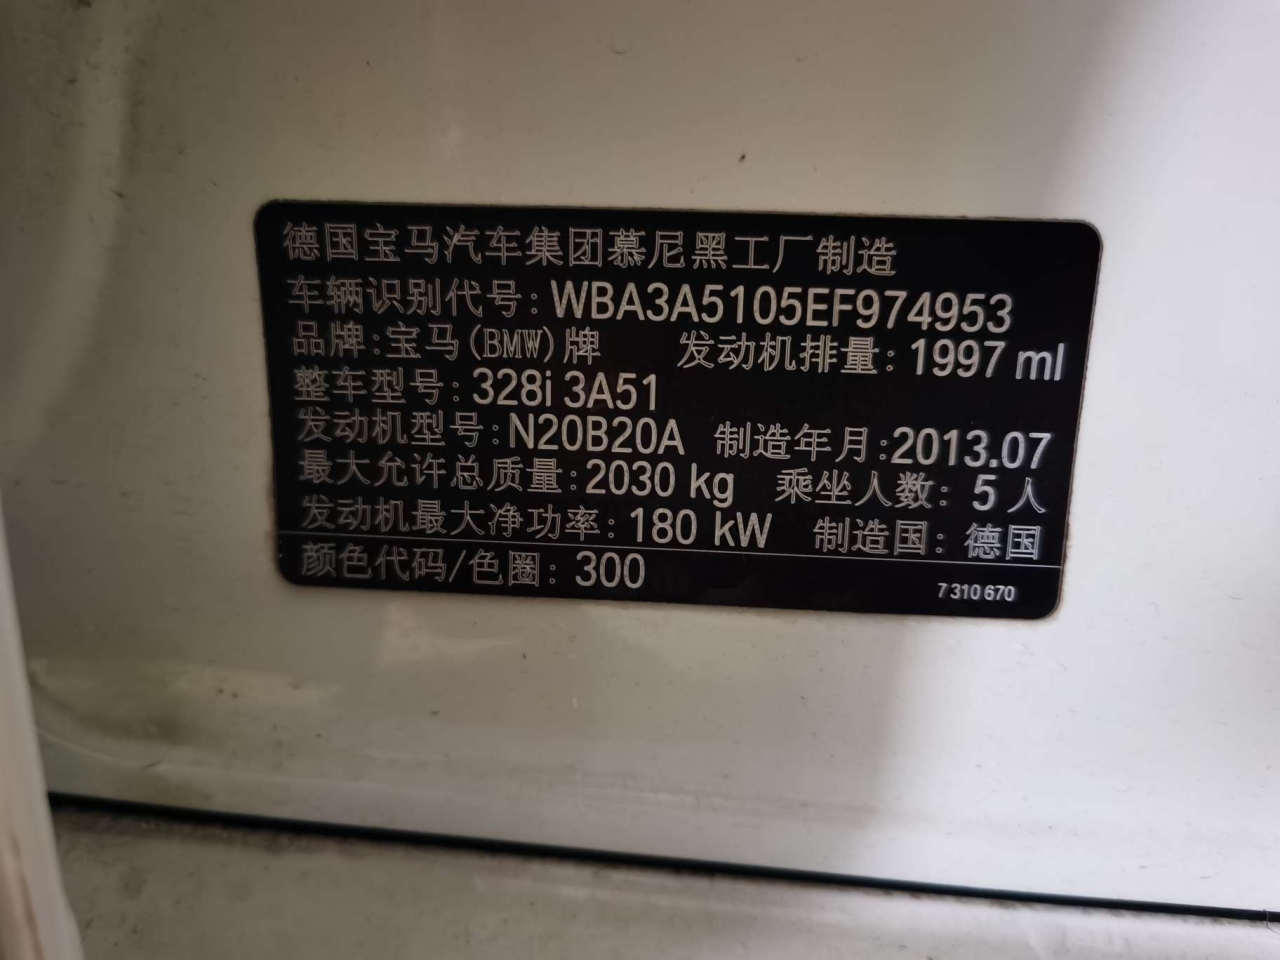 德国宝马汽车集团慕尼黑工厂制造
车辆识别代号: WBA3A5105EF974953
品牌:宝马(BMW)牌 发动机排量: 1997 ml
整车型号: 328i 3A51
发动机型号: N20B20A 制造年月:2013.07
最大允许总质量:2030 kg 乘坐人数: 5 人
发动机最大净功率: 180 kW 制造国: 德国
颜色代码/色圈: 300
7 310 670